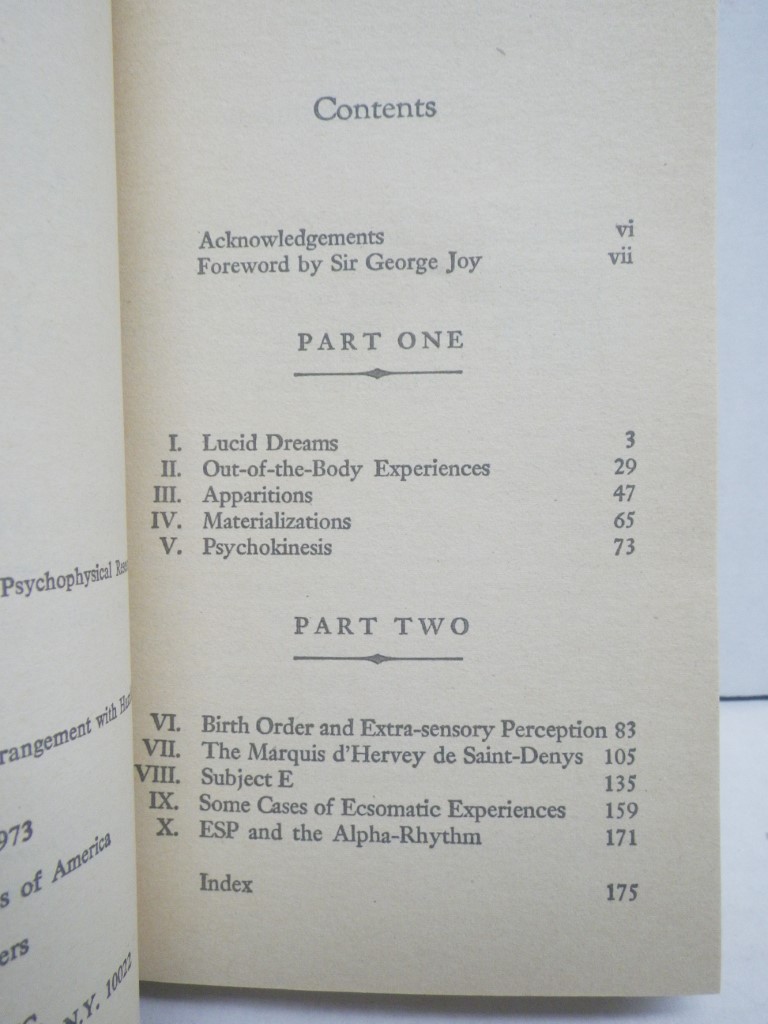 Psychophysical
rrangement with
973
s of America
ers
N.Y. 10022
Contents
Acknowledgements vi
Foreword by Sir George Joy vii
PART ONE
I. Lucid Dreams 3
II. Out-of-the-Body Experiences 29
III. Apparitions 47
IV. Materializations 65
V. Psychokinesis 73
PART TWO
VI. Birth Order and Extra-sensory Perception 83
VII. The Marquis d'Hervey de Saint-Denys 105
VIII. Subject E 135
IX. Some Cases of Ecsomatic Experiences 159
X. ESP and the Alpha-Rhythm 171
Index 175